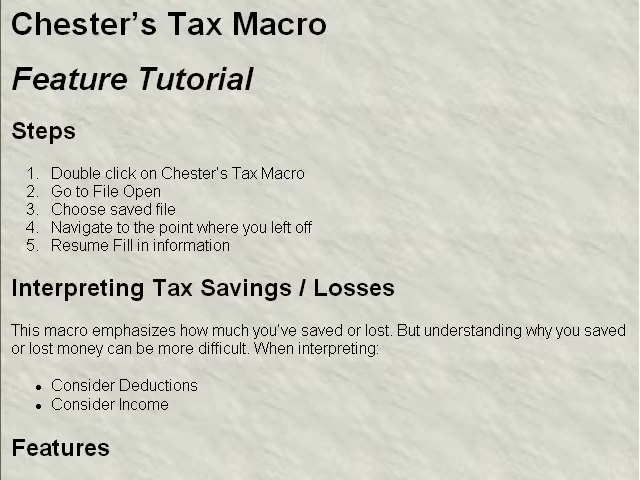 Chester's Tax Macro
Feature Tutorial
Steps
1. Double click on Chester's Tax Macro
2. Go to File Open
3. Choose saved file
4. Navigate to the point where you left off
5. Resume Fill in information
Interpreting Tax Savings / Losses
This macro emphasizes how much you've saved or lost. But understanding why you saved
or lost money can be more difficult. When interpreting:
• Consider Deductions
• Consider Income
Features